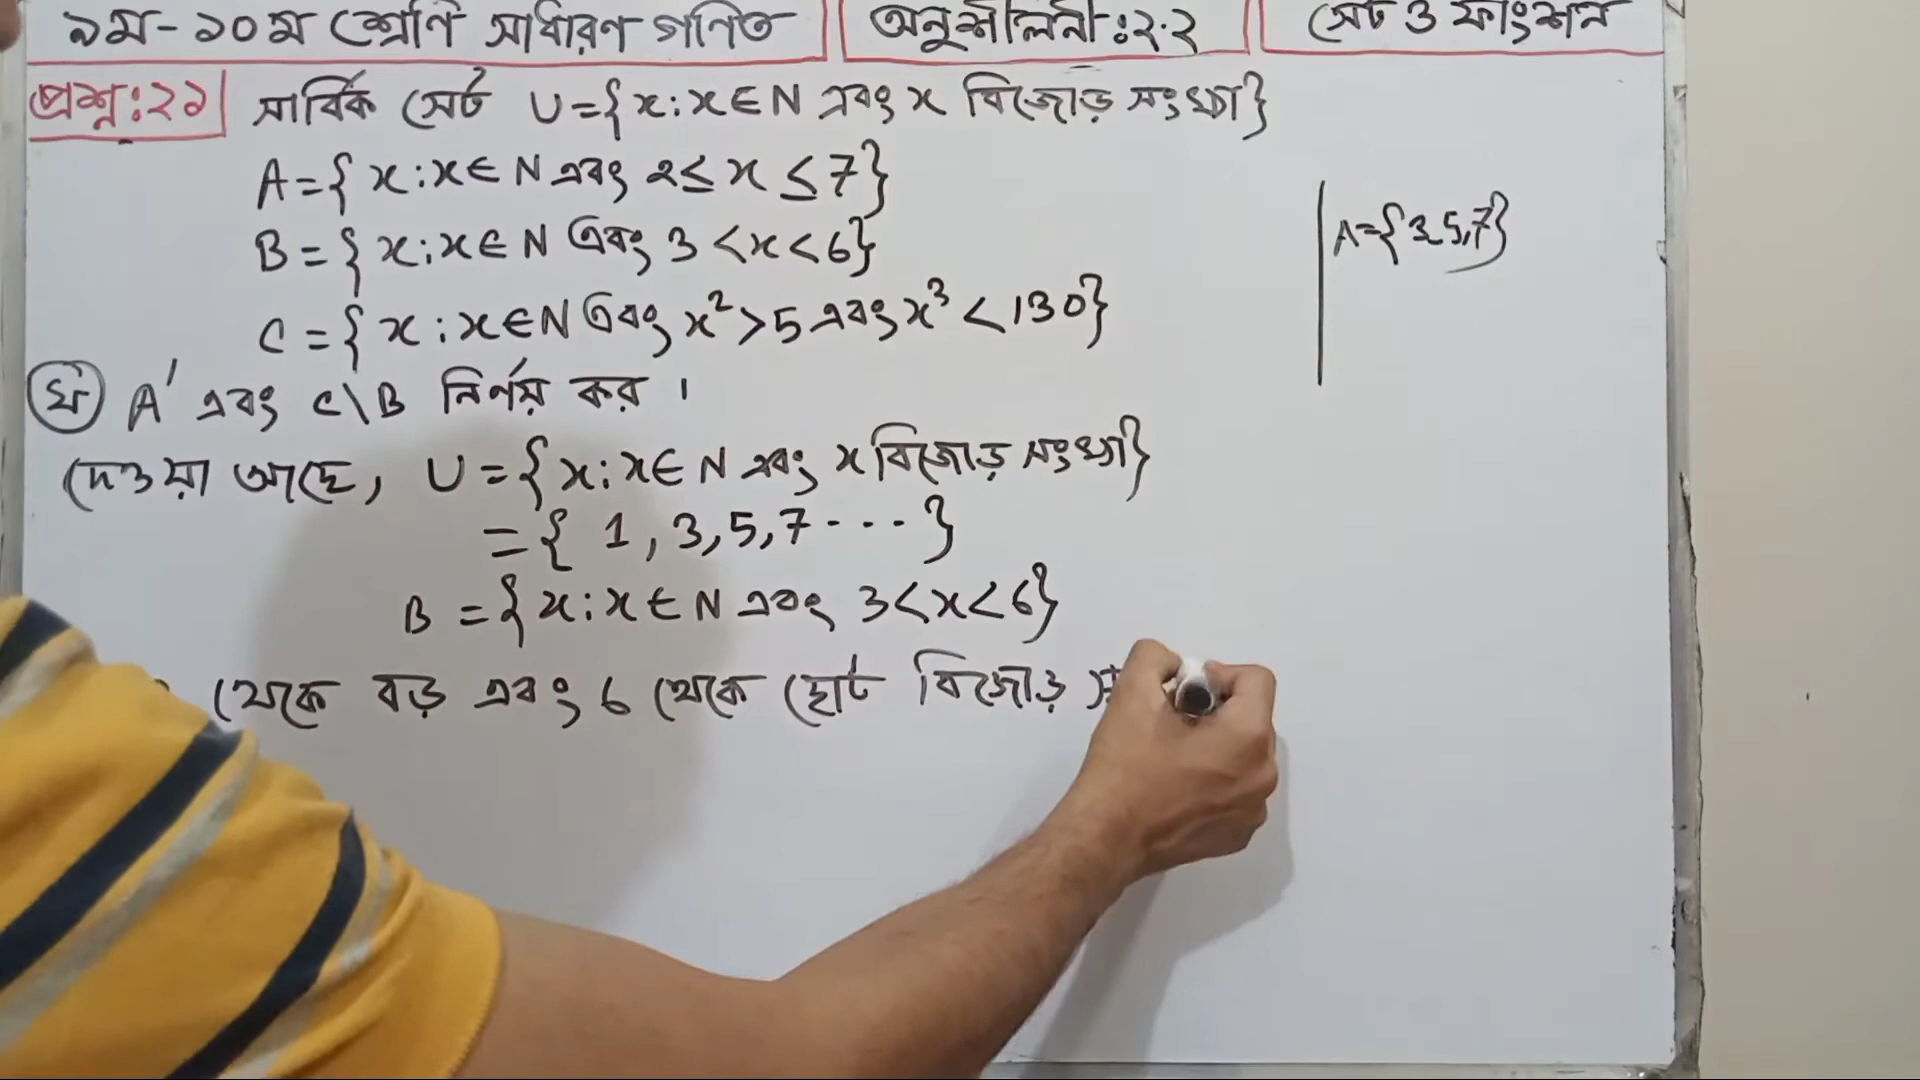 ৯ম-১০ম শ্রেণি সাধারণ গণিত
অনুশীলনী:২.২
সেট ও ফাংশন
প্রশ্ন:২১
সার্বিক সেট U={x:x∈N এবং x বিজোড় সংখ্যা}
A={x:x∈N এবং 2≤x≤7}
B={x:x∈N এবং 3<x<6}
C={x:x∈N এবং x²>5 এবং x³<130}
A={3,5,7}
ঘ A′ এবং C\B নির্ণয় কর।
দেওয়া আছে, U={x:x∈N এবং x বিজোড় সংখ্যা}
={1,3,5,7----}
B={x:x∈N এবং 3<x<6}
থেকে বড় এবং 6 থেকে ছোট বিজোড়